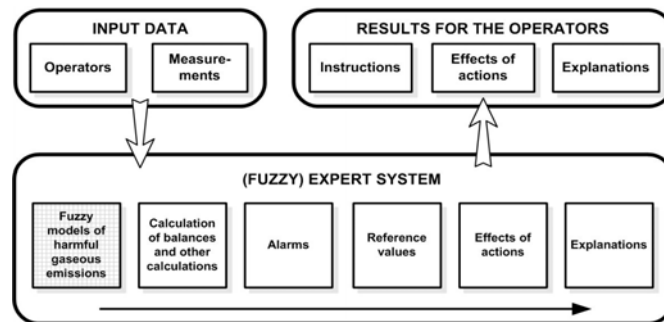 INPUT DATA
Operators
Measure-
ments
RESULTS FOR THE OPERATORS
Instructions
Effects of
actions
Explanations
(FUZZY) EXPERT SYSTEM
Fuzzy
models of
harmful
gaseous
emissions
Calculation
of balances
and other
calculations
Alarms
Reference
values
Effects of
actions
Explanations